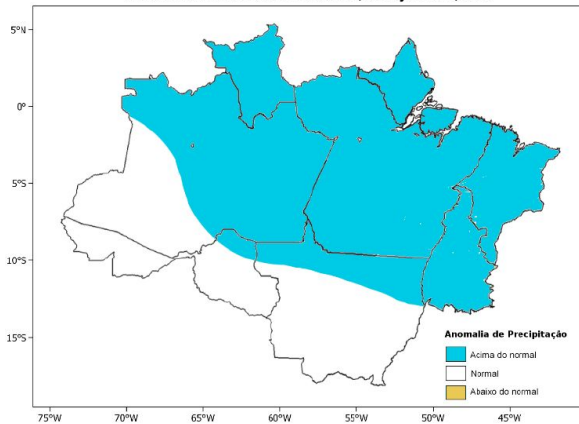 5°N
0°
5°S
10°S
15°S
Anomalia de Precipitação
Acima do normal
Normal
Abaixo do normal
75°W
70°W
65°W
60°W
55°W
50°W
45°W